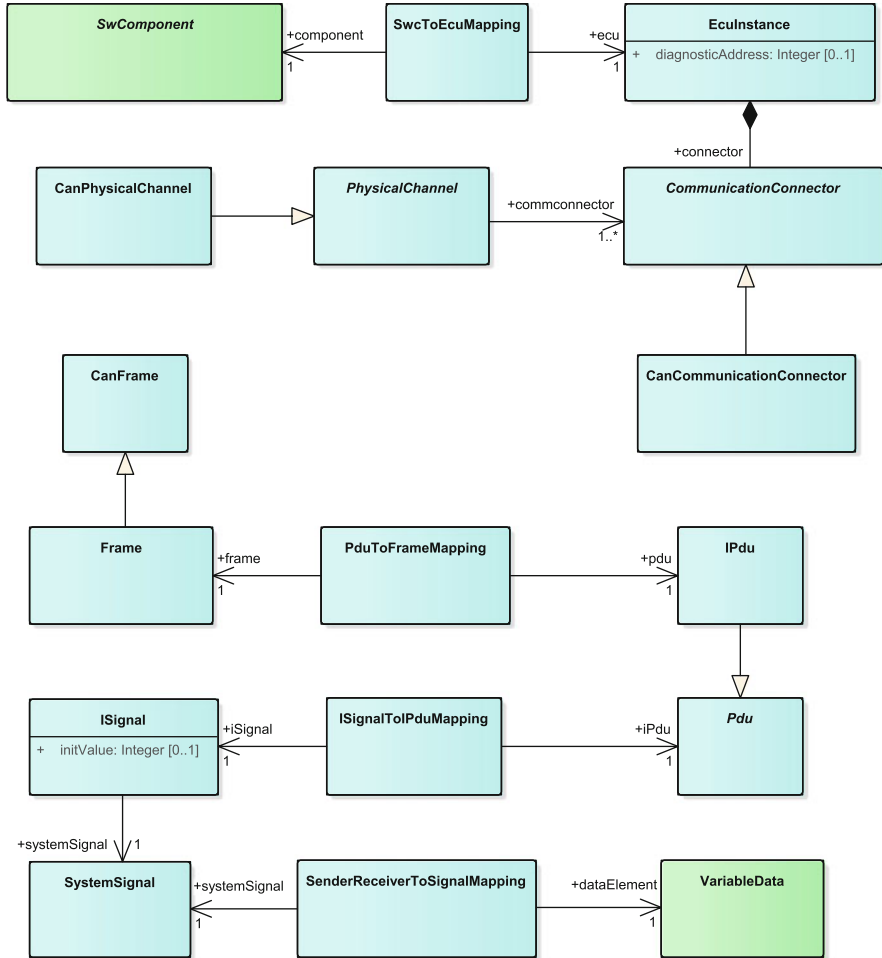 SwComponent
+component
1
SwcToEcuMapping
+ecu
1
EcuInstance
+ diagnosticAddress: Integer [0..1]
+connector
CanPhysicalChannel
PhysicalChannel
+commconnector
1..*
CommunicationConnector
CanFrame
CanCommunicationConnector
Frame
+frame
1
PduToFrameMapping
+pdu
1
IPdu
ISignal
+ initValue: Integer [0..1]
+iSignal
1
ISignalToIPduMapping
+iPdu
1
Pdu
+systemSignal
1
SystemSignal
+systemSignal
1
SenderReceiverToSignalMapping
+dataElement
1
VariableData